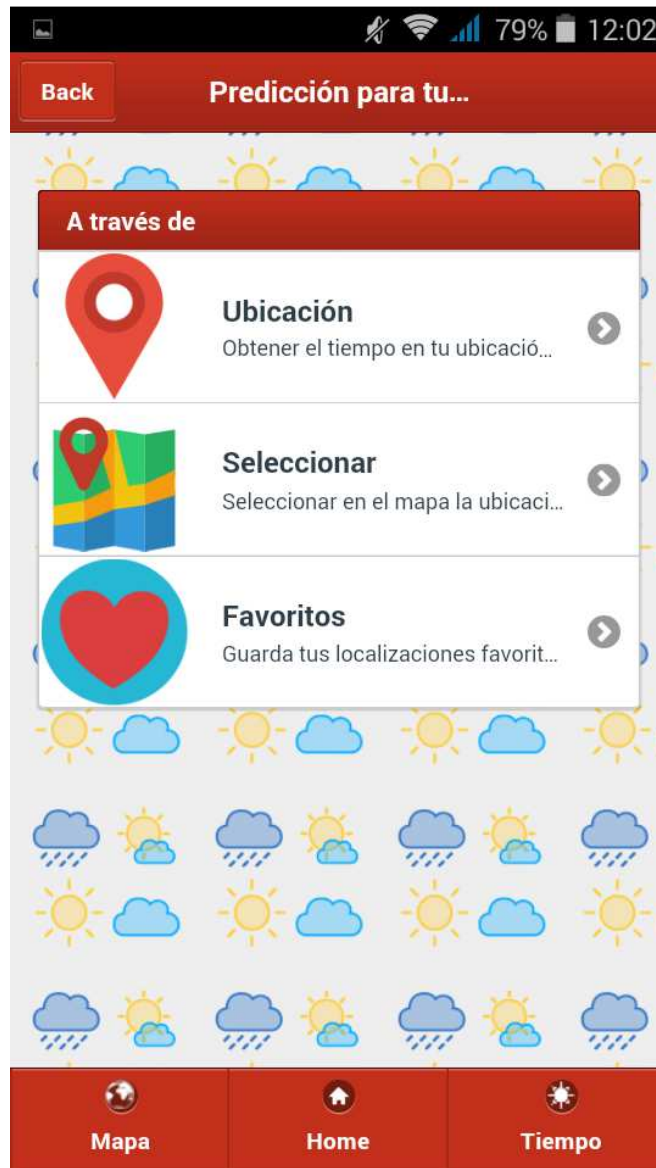 79% 12:02
Back Predicción para tu...
A través de
Ubicación
Obtener el tiempo en tu ubicació...
Seleccionar
Seleccionar en el mapa la ubicaci...
Favoritos
Guarda tus localizaciones favorit...
Mapa Home Tiempo